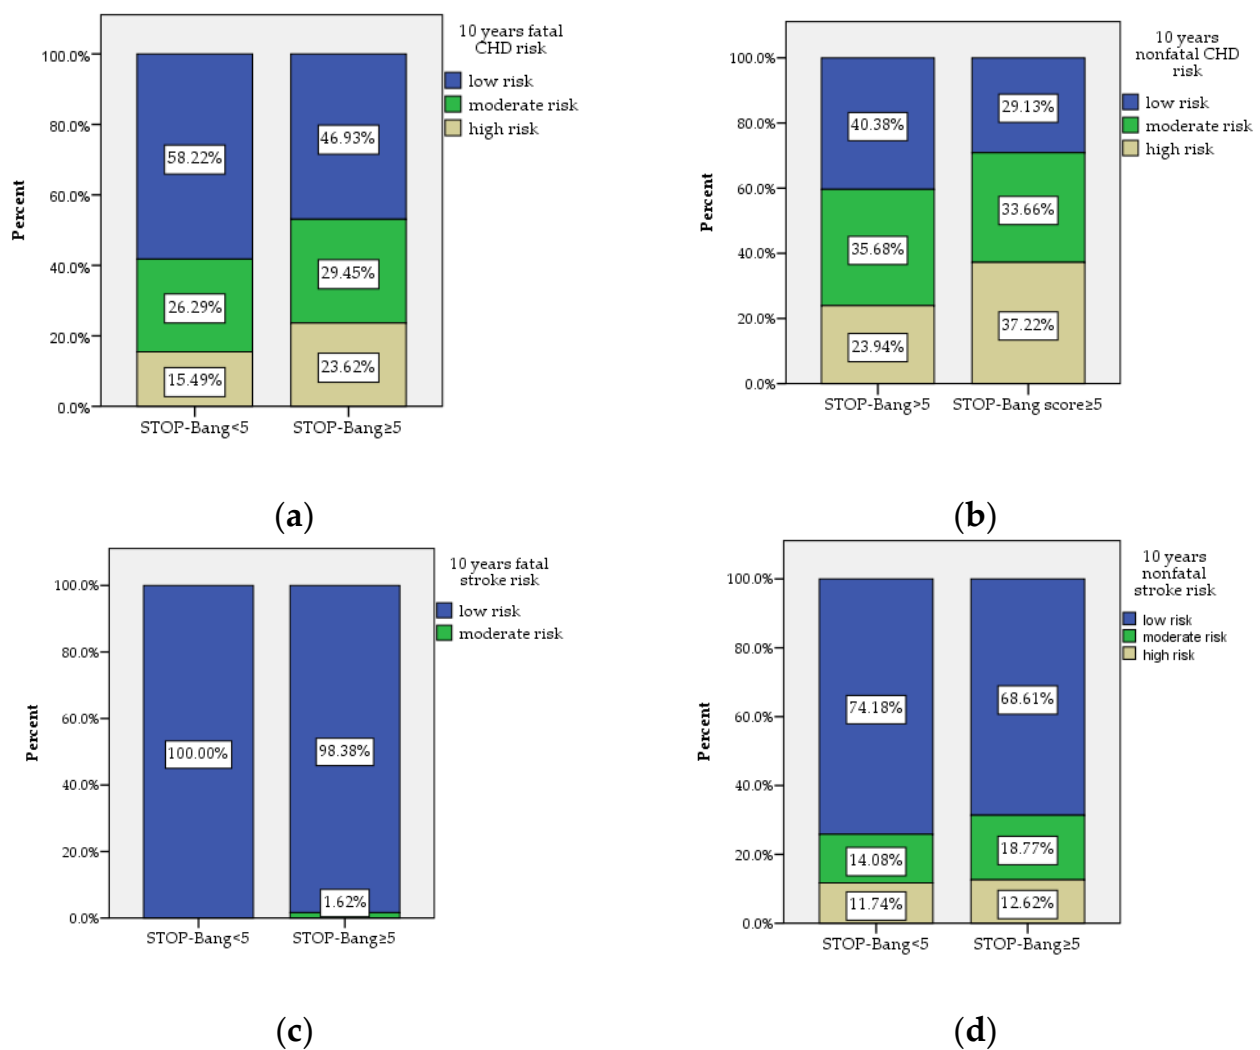 10 years fatal
CHD risk
low risk
moderate risk
high risk
Percent
100.0%
80.0%
60.0%
40.0%
20.0%
0.0%
58.22%
26.29%
15.49%
46.93%
29.45%
23.62%
STOP-Bang<5
STOP-Bang≥5
(a)
10 years
nonfatal CHD
risk
low risk
moderate risk
high risk
Percent
100.0%
80.0%
60.0%
40.0%
20.0%
0.0%
40.38%
35.68%
23.94%
29.13%
33.66%
37.22%
STOP-Bang>5
STOP-Bang score≥5
(b)
10 years fatal
stroke risk
low risk
moderate risk
Percent
100.0%
80.0%
60.0%
40.0%
20.0%
0.0%
100.00%
98.38%
1.62%
STOP-Bang<5
STOP-Bang≥5
(c)
10 years
nonfatal
stroke risk
low risk
moderate risk
high risk
Percent
100.0%
80.0%
60.0%
40.0%
20.0%
0.0%
74.18%
14.08%
11.74%
68.61%
18.77%
12.62%
STOP-Bang<5
STOP-Bang≥5
(d)